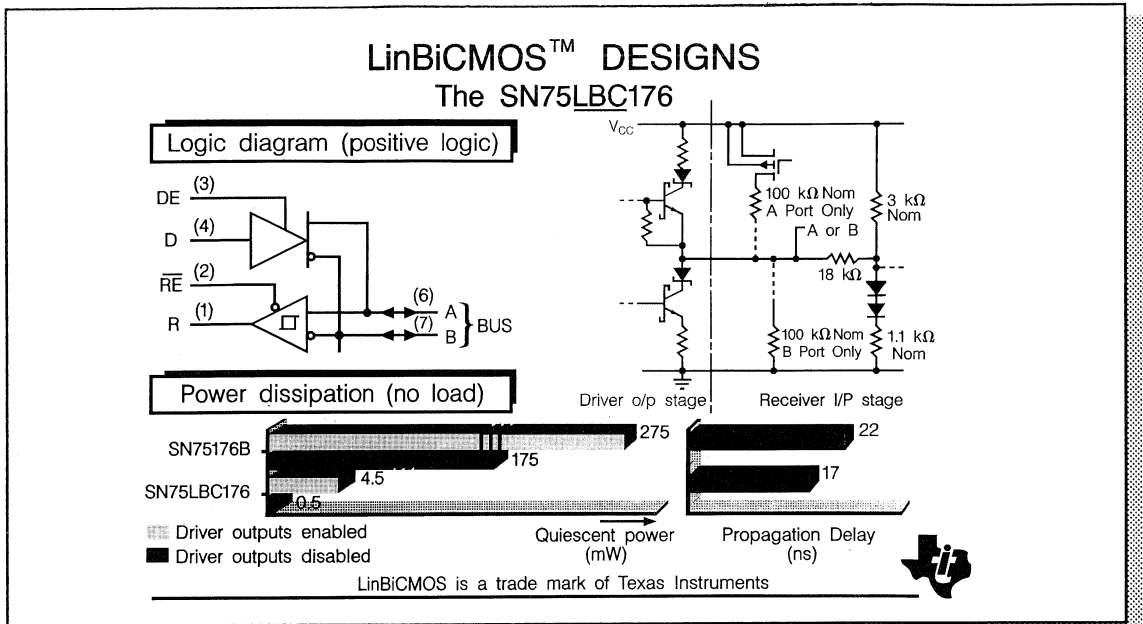 LinBiCMOS™ DESIGNS
The SN75LBC176
Logic diagram (positive logic)
DE (3)
D (4)
RE (2)
R (1)
(6) A
(7) B
BUS
VCC
100 kΩ Nom
A Port Only
3 kΩ
Nom
A or B
18 kΩ
100 kΩ Nom
B Port Only
1.1 kΩ
Nom
Driver o/p stage
Receiver I/P stage
Power dissipation (no load)
SN75176B
275
175
SN75LBC176
4.5
0.5
22
17
Driver outputs enabled
Driver outputs disabled
Quiescent power
(mW)
Propagation Delay
(ns)
LinBiCMOS is a trade mark of Texas Instruments